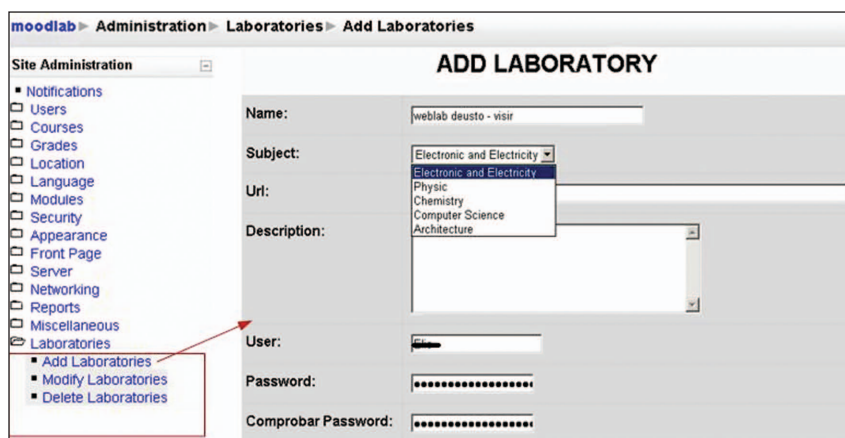 moodlab ▶ Administration ▶ Laboratories ▶ Add Laboratories
Site Administration
Notifications
Users
Courses
Grades
Location
Language
Modules
Security
Appearance
Front Page
Server
Networking
Reports
Miscellaneous
Laboratories
Add Laboratories
Modify Laboratories
Delete Laboratories
ADD LABORATORY
Name:
weblab deusto - visir
Subject:
Electronic and Electricity
Electronic and Electricity
Physic
Chemistry
Computer Science
Architecture
Url:
Description:
User:
Password:
Comprobar Password: